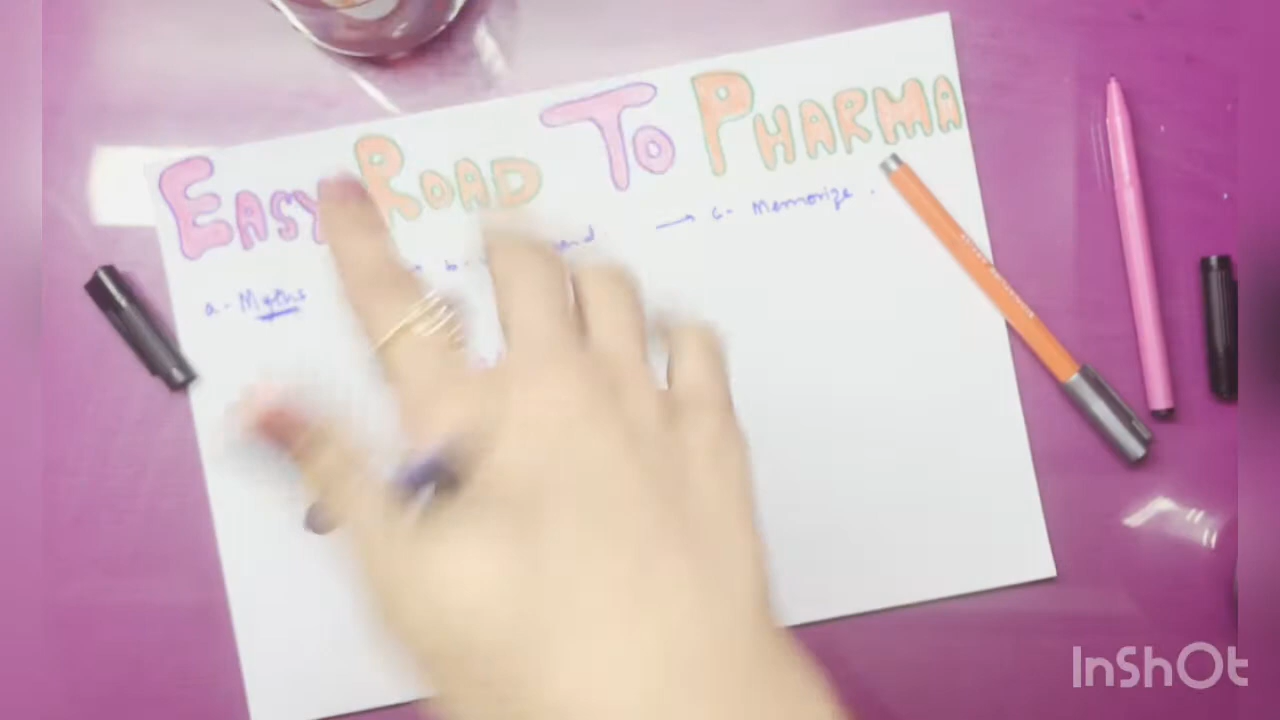 EASY ROAD TO PHARMA
a- Myths b- → c- Memorize.
InShOt